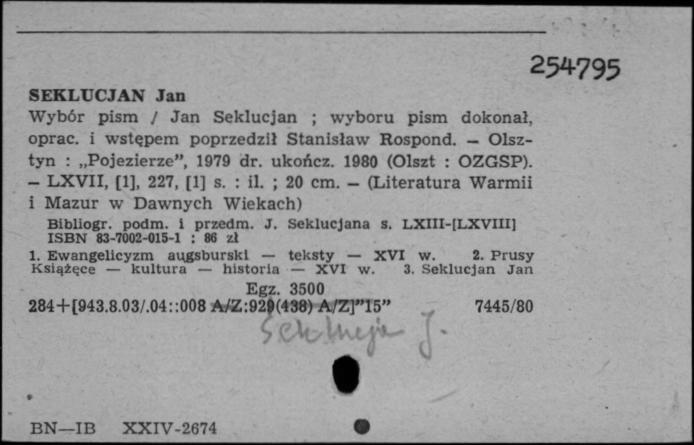 254795
SEKLUCJAN Jan
Wybór pism / Jan Seklucjan ; wyboru pism dokonał,
oprac. i wstępem poprzedził Stanisław Rospond. — Olsz-
tyn : „Pojezierze”, 1979 dr. ukończ. 1980 (Olszt : OZGSP).
— LXVII, [1], 227, [1] s. : il. ; 20 cm. — (Literatura Warmii
i Mazur w Dawnych Wiekach)
Bibliogr. podm. i przedm. J. Seklucjana s. LXIII-[LXVIII]
ISBN 83-7002-015-1 : 86 zł
1. Ewangelicyzm augsburski — teksty — XVI w. 2. Prusy
Książęce — kultura — historia — XVI w. 3. Seklucjan Jan
Egz. 3500
284+[943.8.03/.04::008 A/Z:929(438) A/Z]”15” 7445/80
J.
BN—IB XXIV-2674